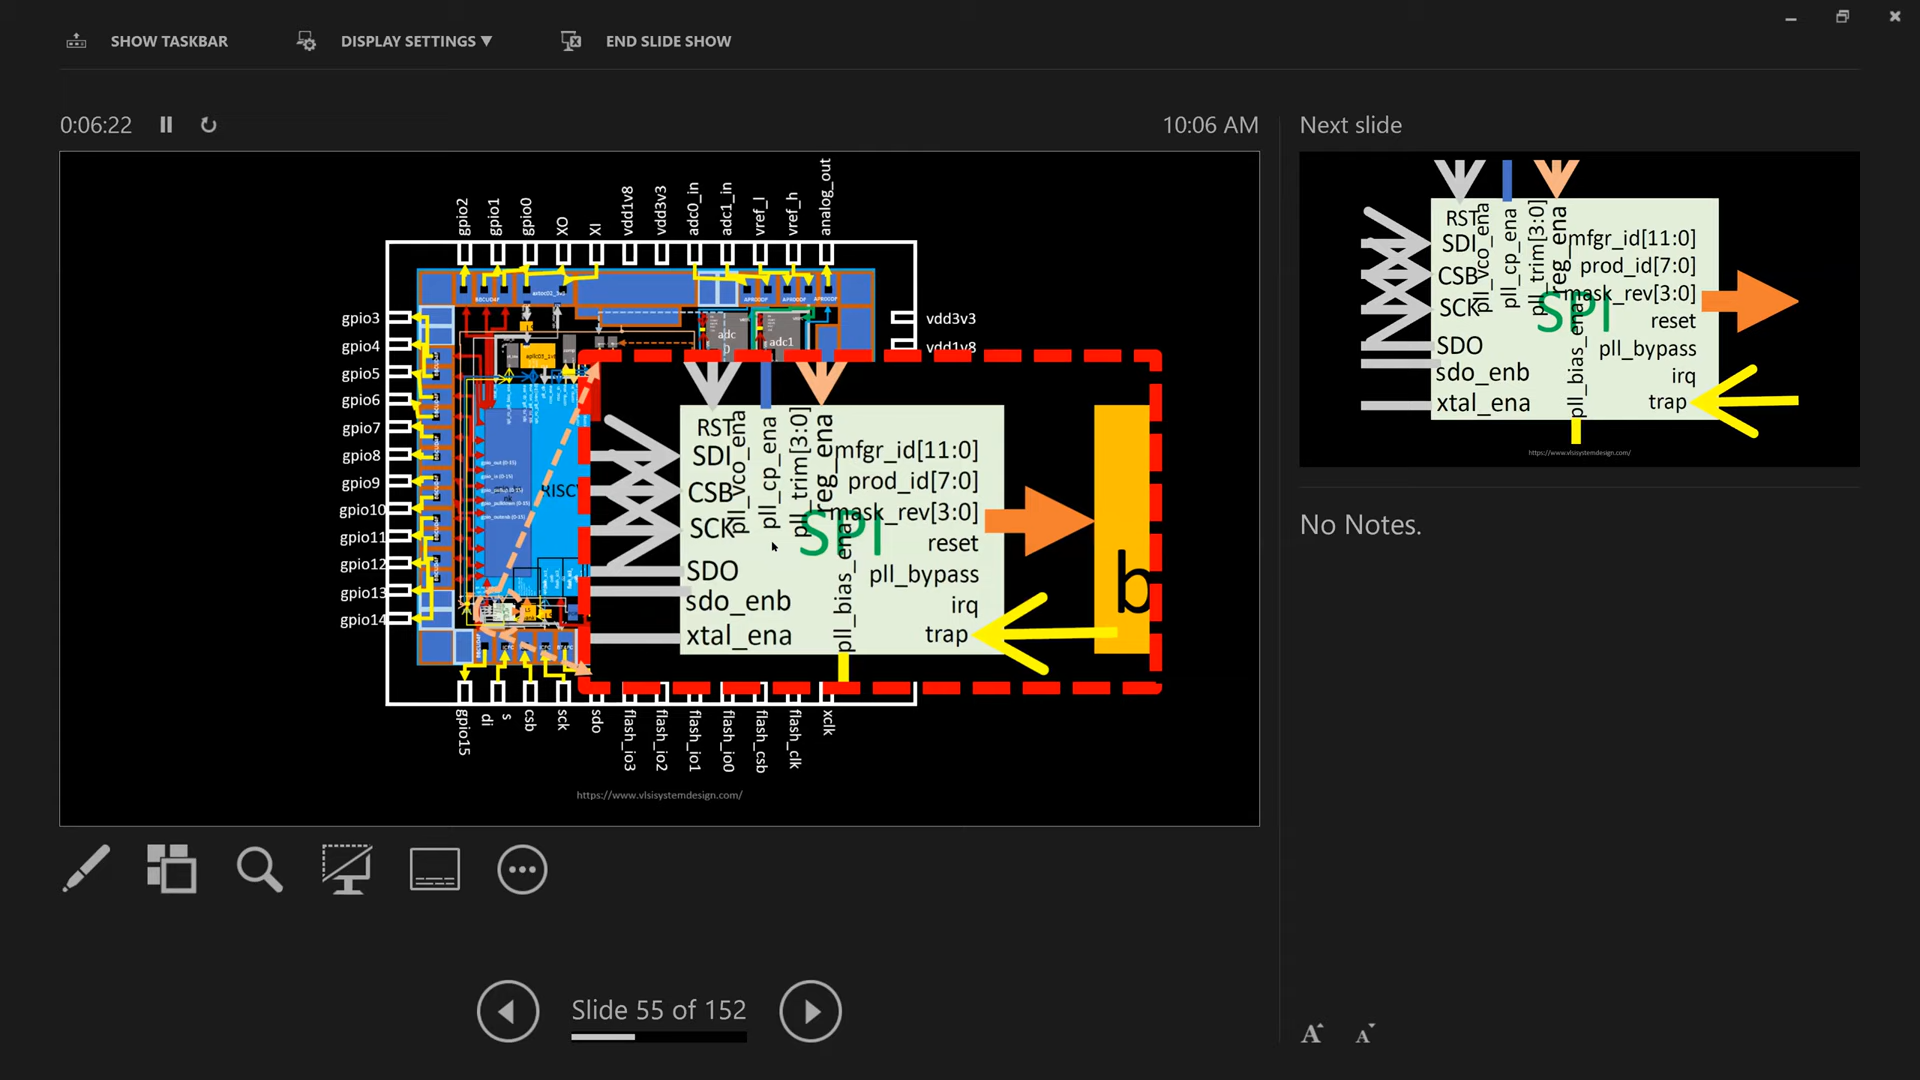 SHOW TASKBAR
DISPLAY SETTINGS ▼
END SLIDE SHOW
0:06:22
10:06 AM
Next slide
gpio2
gpio1
gpio0
XO
XI
vdd1v8
vdd3v3
adc0_in
adc1_in
vref_l
vref_h
analog_out
gpio3
gpio4
gpio5
gpio6
gpio7
gpio8
gpio9
gpio10
gpio11
gpio12
gpio13
gpio14
vdd3v3
vdd1v8
adc
adc1
RISC
RST
SDI
CSB
SCK
SDO
sdo_enb
xtal_ena
pll_vco_ena
pll_cp_ena
pll_trim[3:0]
reg_ena
SPI
pll_bias_ena
mfgr_id[11:0]
prod_id[7:0]
mask_rev[3:0]
reset
pll_bypass
irq
trap
b
gpio15
di
s
csb
sck
sdo
flash_io3
flash_io2
flash_io1
flash_io0
flash_csb
flash_clk
xclk
https://www.vlsisystemdesign.com/
RST
SDI
CSB
SCK
SDO
sdo_enb
xtal_ena
pll_vco_ena
pll_cp_ena
pll_trim[3:0]
reg_ena
SPI
pll_bias_ena
mfgr_id[11:0]
prod_id[7:0]
mask_rev[3:0]
reset
pll_bypass
irq
trap
https://www.vlsisystemdesign.com/
No Notes.
Slide 55 of 152
A A